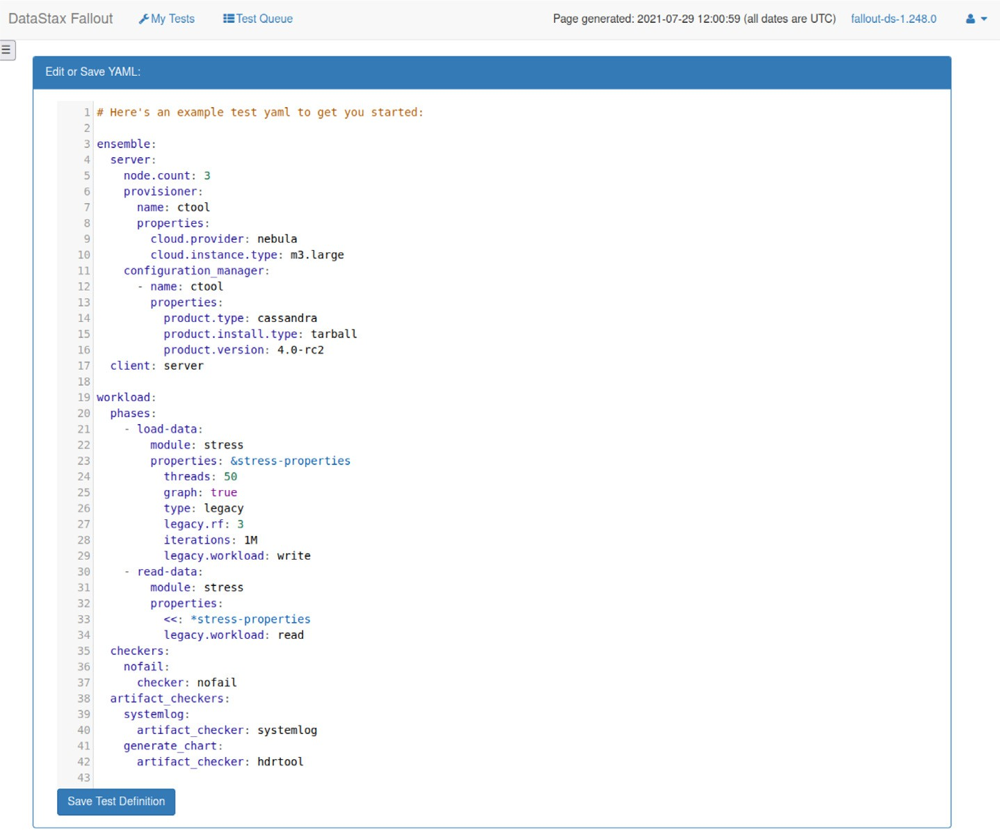 DataStax Fallout My Tests Test Queue Page generated: 2021-07-29 12:00:59 (all dates are UTC) fallout-ds-1.248.0
Edit or Save YAML:
1 # Here's an example test yaml to get you started:
2
3 ensemble:
4   server:
5     node.count: 3
6     provisioner:
7       name: ctool
8       properties:
9         cloud.provider: nebula
10         cloud.instance.type: m3.large
11     configuration_manager:
12       - name: ctool
13         properties:
14           product.type: cassandra
15           product.install.type: tarball
16           product.version: 4.0-rc2
17   client: server
18
19 workload:
20   phases:
21     - load-data:
22         module: stress
23         properties: &stress-properties
24           threads: 50
25           graph: true
26           type: legacy
27           legacy.rf: 3
28           iterations: 1M
29           legacy.workload: write
30     - read-data:
31         module: stress
32         properties:
33           <<: *stress-properties
34           legacy.workload: read
35   checkers:
36     nofail:
37       checker: nofail
38   artifact_checkers:
39     systemlog:
40       artifact_checker: systemlog
41     generate_chart:
42       artifact_checker: hdrtool
43
Save Test Definition